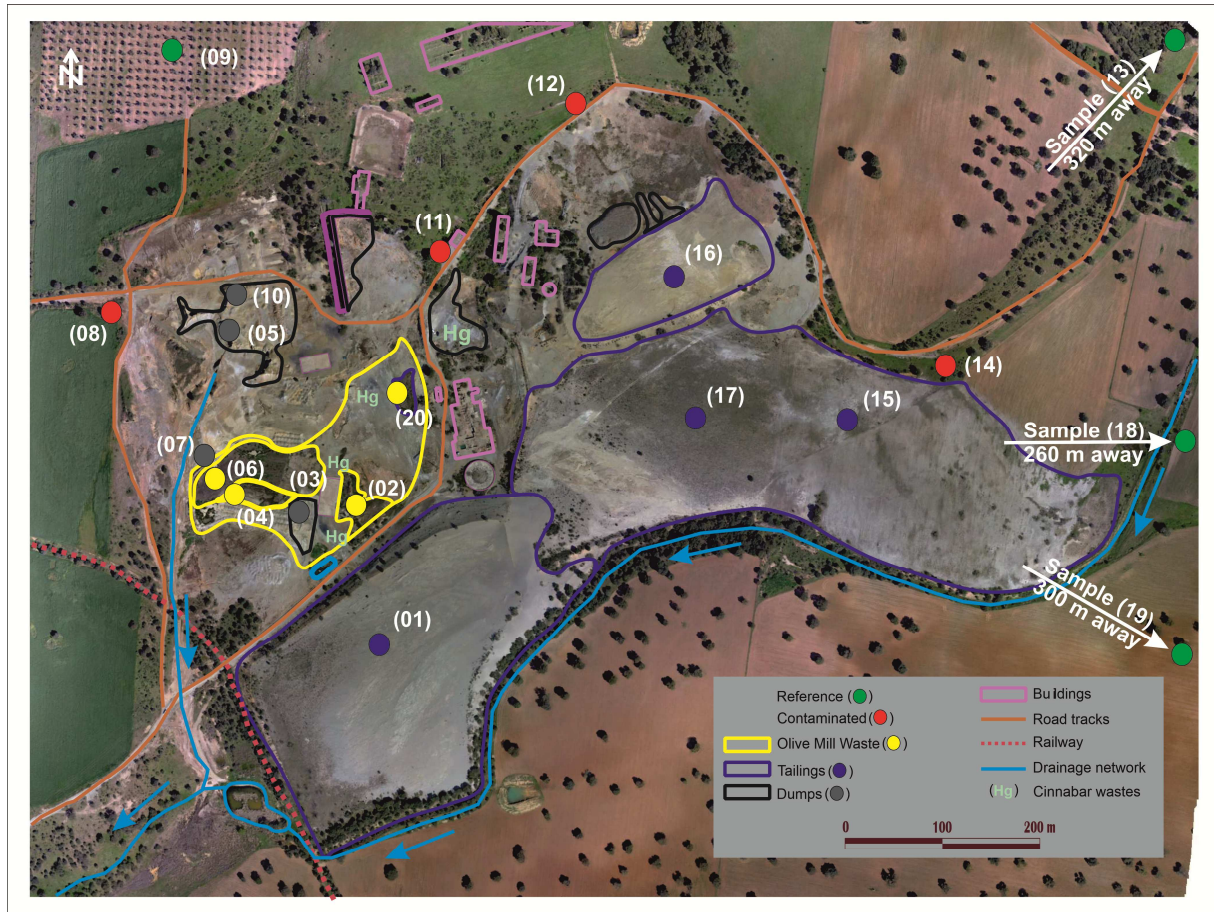 N
(09)
(12)
Sample (13)
320 m away
(11)
(16)
(10)
(08)
(05)
Hg
(14)
Hg
(20)
(17)
(15)
Sample (18)
260 m away
(07)
Hg
(06)
(03)
(02)
(04)
Hg
Sample (19)
300 m away
(01)
Reference ( )
Contaminated ( )
Olive Mill Waste ( )
Tailings ( )
Dumps ( )
Buildings
Road tracks
Railway
Drainage network
(Hg) Cinnabar wastes
0 100 200 m